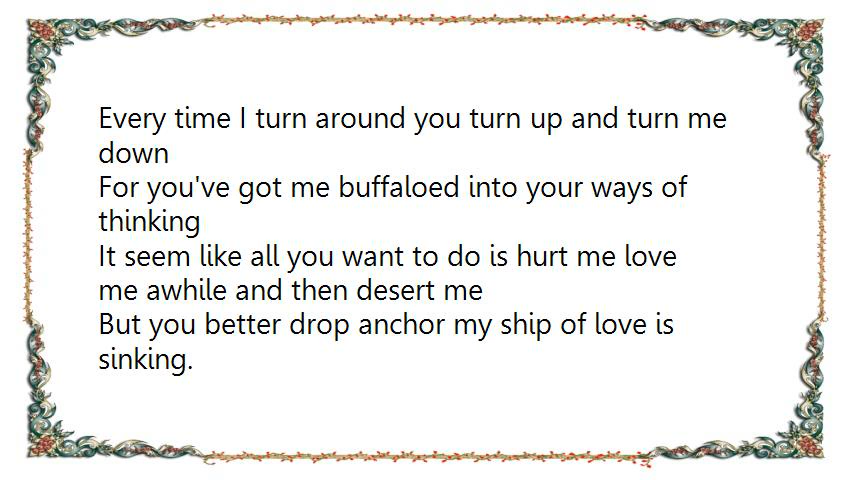 Every time I turn around you turn up and turn me
down
For you've got me buffaloed into your ways of
thinking
It seem like all you want to do is hurt me love
me awhile and then desert me
But you better drop anchor my ship of love is
sinking.